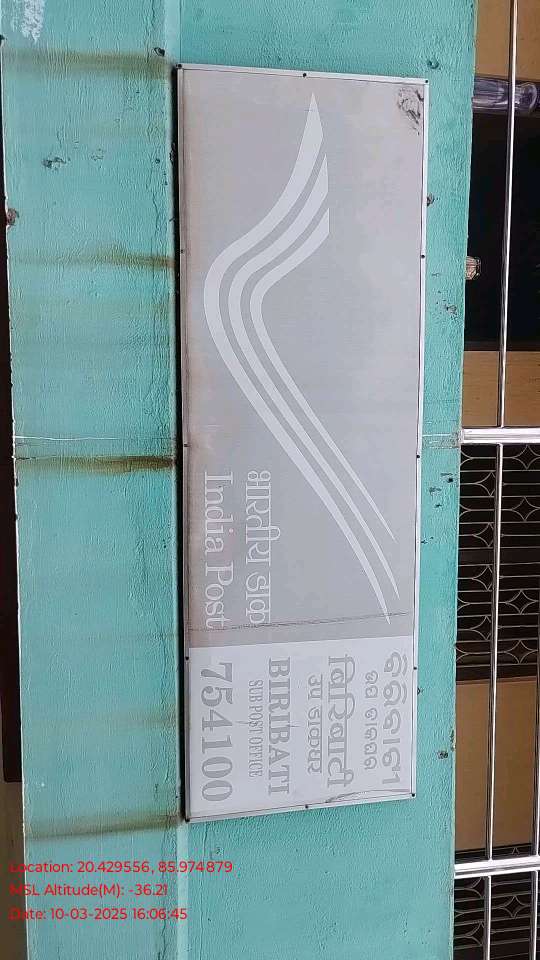 भारतीय डाक
India Post
ବିରିବାଟୀ
ଉପ ଡାକଘର
बिरिबाटी
उप डाकघर
BIRIBATI
SUB POST OFFICE
754100
Location: 20.429556, 85.974879
MSL Altitude(M): -36.21
Date: 10-03-2025 16:06:45